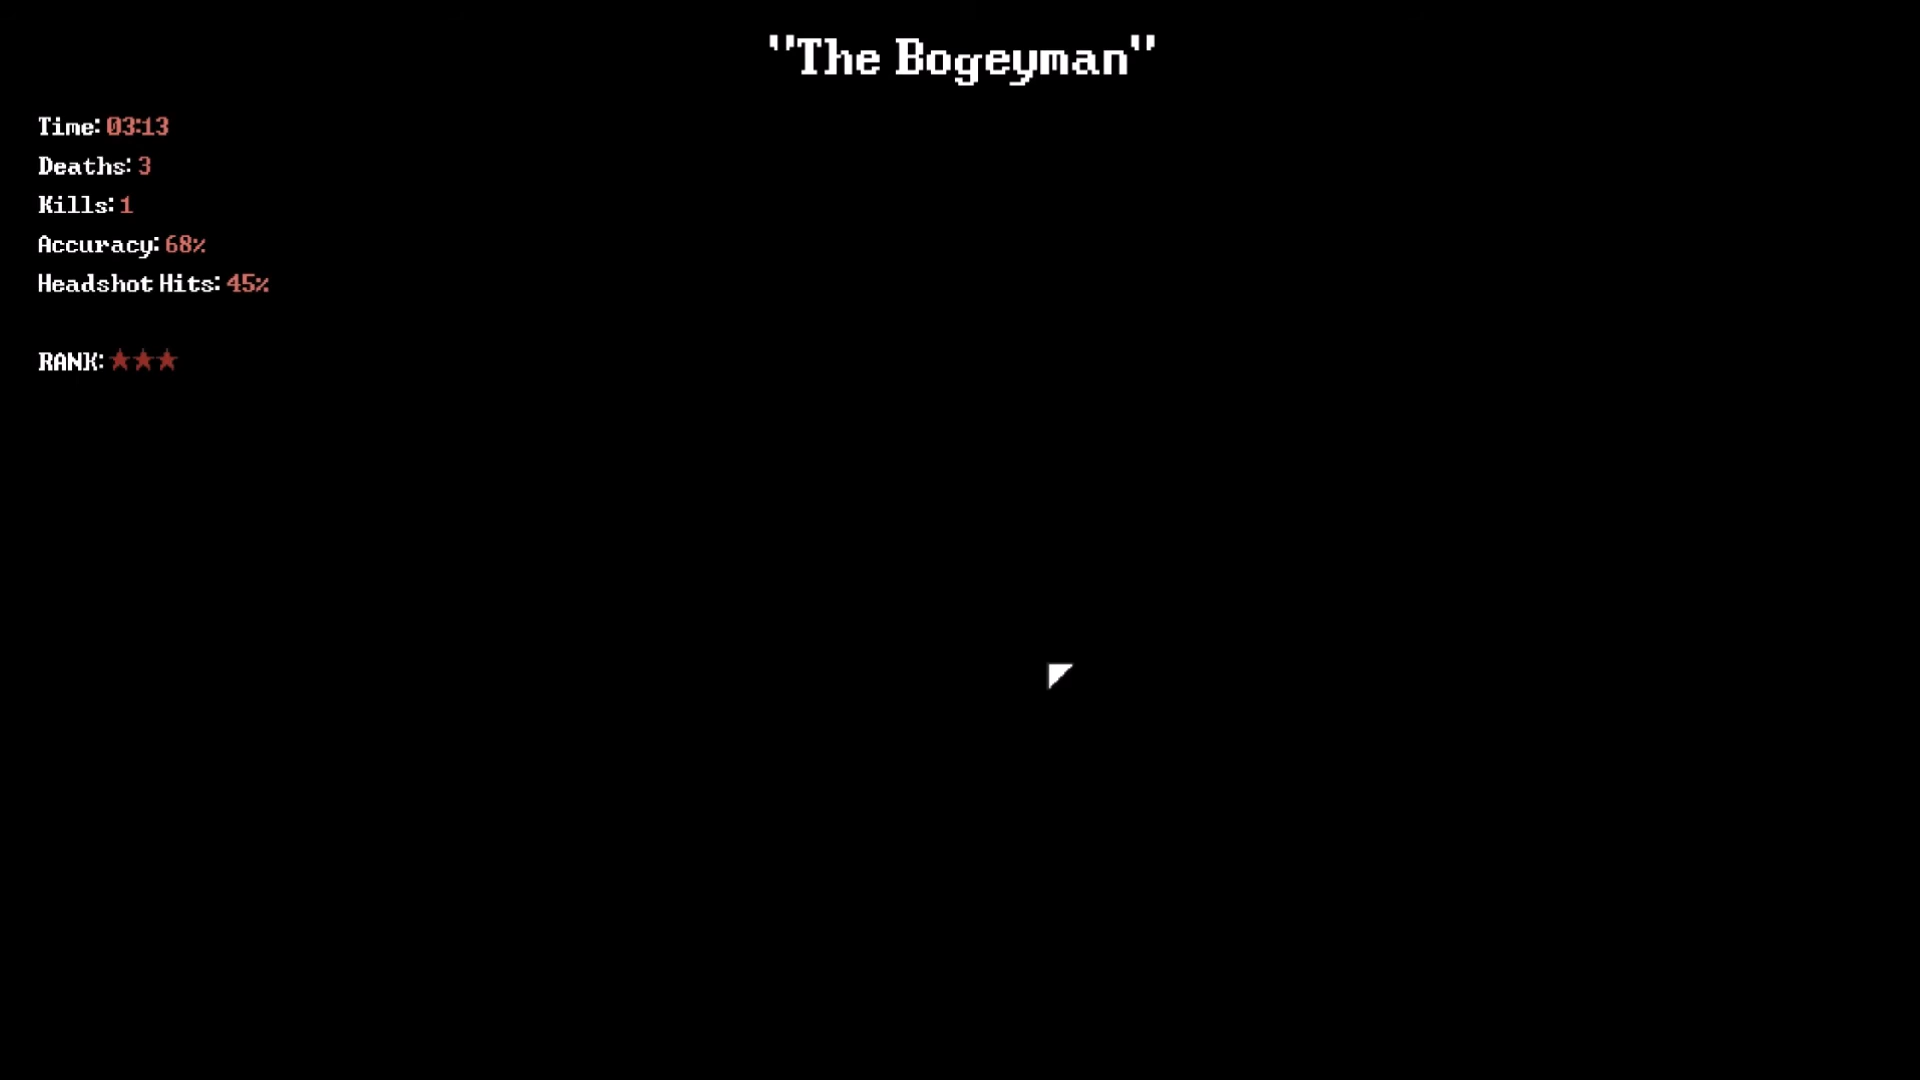 "The Bogeyman"
Time: 03:13
Deaths: 3
Kills: 1
Accuracy: 68%
Headshot Hits: 45%
RANK: ★★★